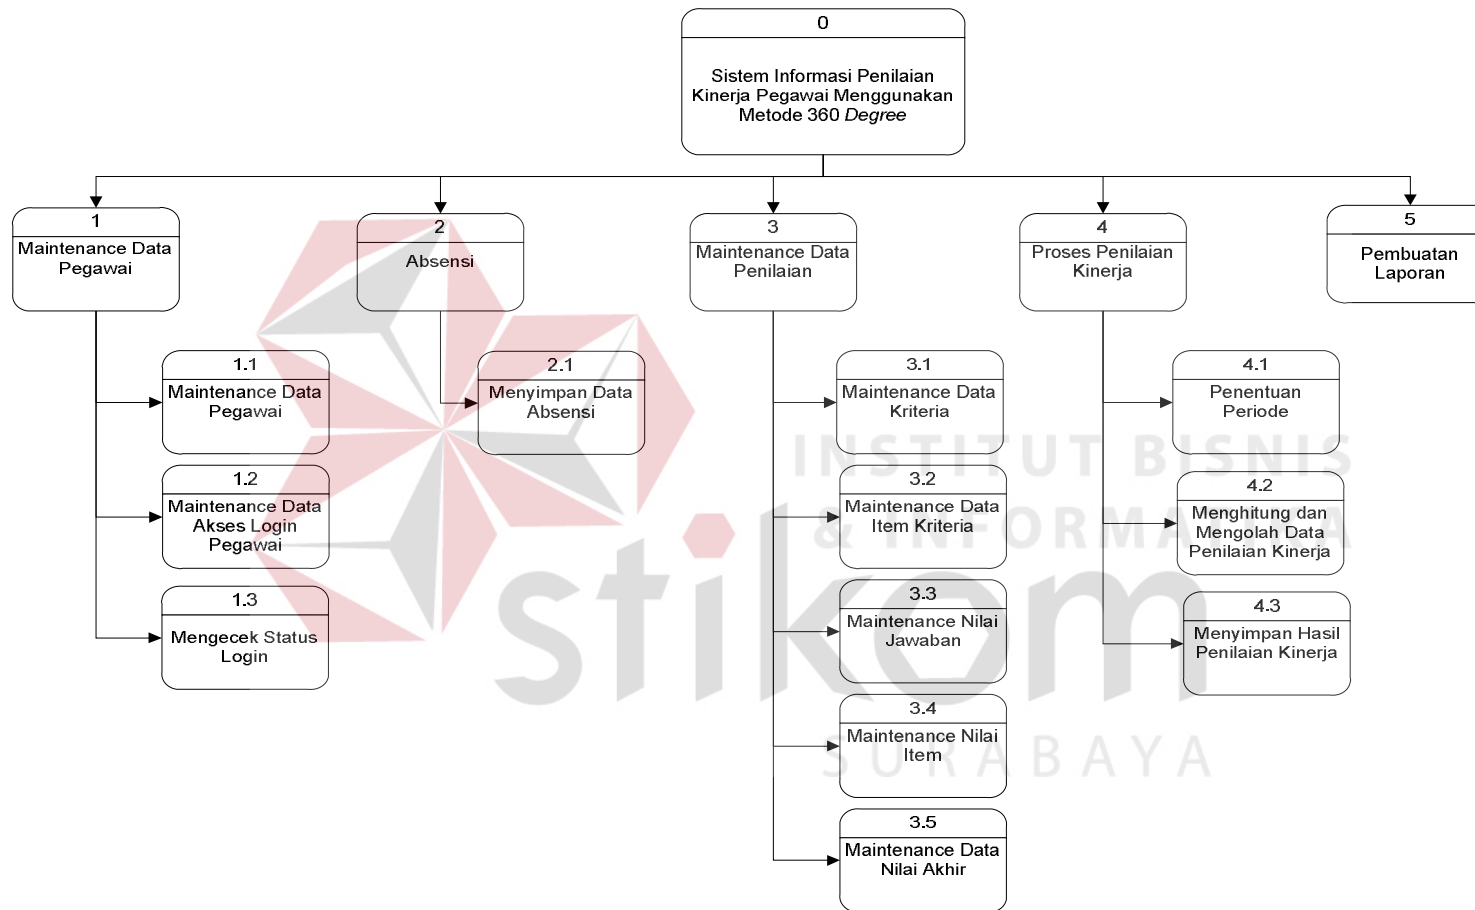 0
Sistem Informasi Penilaian
Kinerja Pegawai Menggunakan
Metode 360 Degree
1
Maintenance Data
Pegawai
2
Absensi
3
Maintenance Data
Penilaian
4
Proses Penilaian
Kinerja
5
Pembuatan
Laporan
1.1
Maintenance Data
Pegawai
1.2
Maintenance Data
Akses Login
Pegawai
1.3
Mengecek Status
Login
2.1
Menyimpan Data
Absensi
3.1
Maintenance Data
Kriteria
3.2
Maintenance Data
Item Kriteria
3.3
Maintenance Nilai
Jawaban
3.4
Maintenance Nilai
Item
3.5
Maintenance Data
Nilai Akhir
4.1
Penentuan
Periode
4.2
Menghitung dan
Mengolah Data
Penilaian Kinerja
4.3
Menyimpan Hasil
Penilaian Kinerja
INSTITUT BISNIS
& INFORMATIKA
stikom
SURABAYA